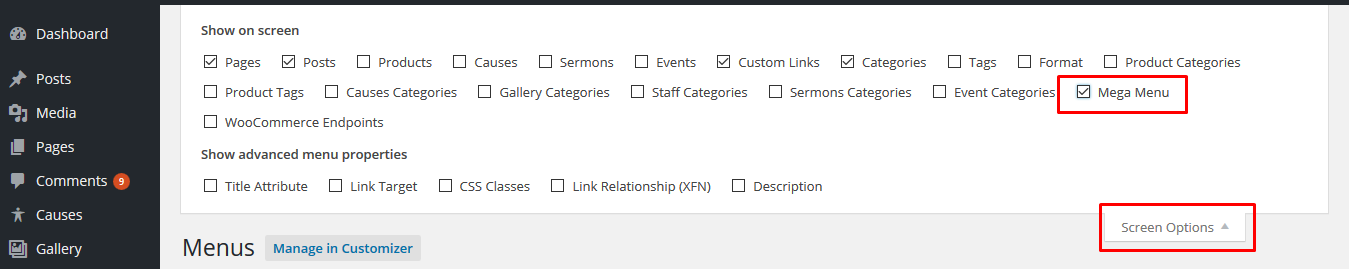 Dashboard
Posts
Media
Pages
Comments 9
Causes
Gallery
Show on screen
Pages Posts Products Causes Sermons Events Custom Links Categories Tags Format Product Categories
Product Tags Causes Categories Gallery Categories Staff Categories Sermons Categories Event Categories Mega Menu
WooCommerce Endpoints
Show advanced menu properties
Title Attribute Link Target CSS Classes Link Relationship (XFN) Description
Screen Options
Menus Manage in Customizer